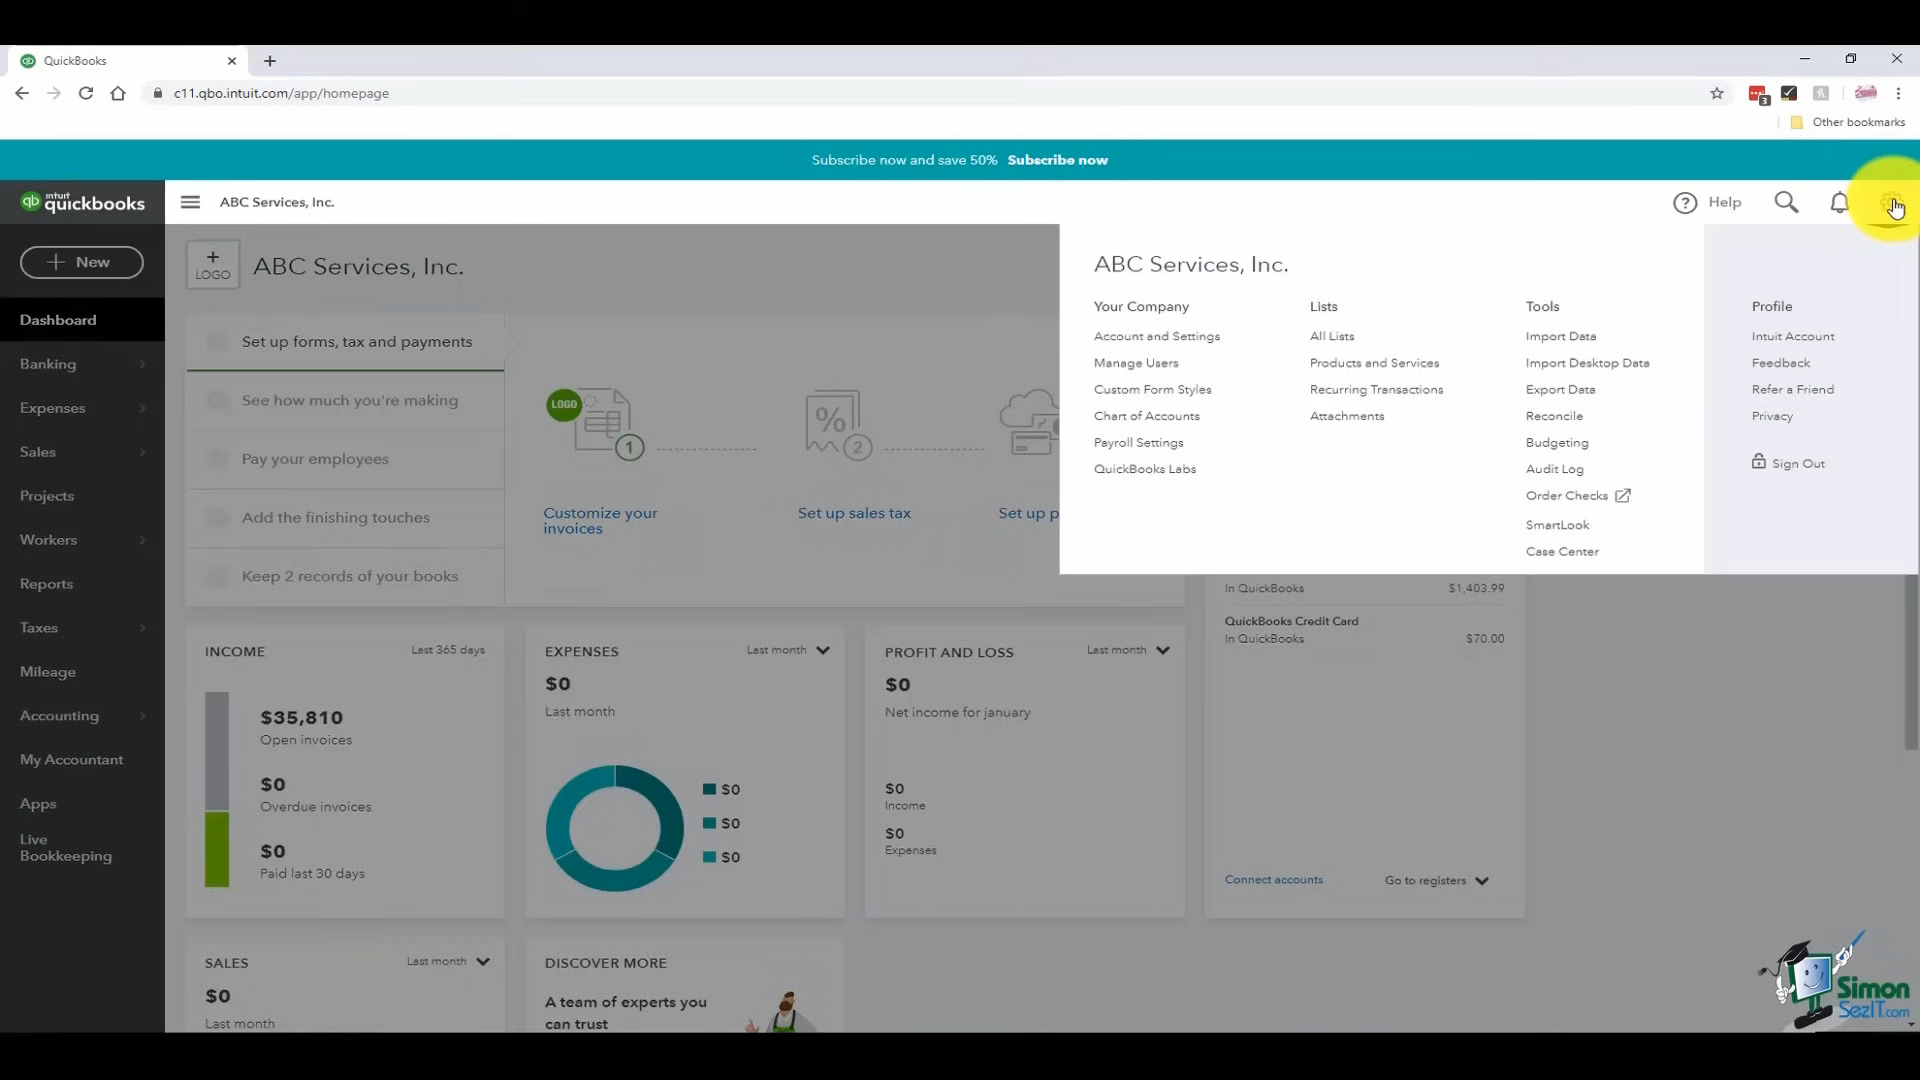 QuickBooks
c11.qbo.intuit.com/app/homepage
3
Other bookmarks
Subscribe now and save 50% Subscribe now
qb intuit quickbooks
ABC Services, Inc.
? Help
+ New
Dashboard
Banking
Expenses
Sales
Projects
Workers
Reports
Taxes
Mileage
Accounting
My Accountant
Apps
Live
Bookkeeping
+
LOGO
ABC Services, Inc.
Set up forms, tax and payments
See how much you're making
Pay your employees
Add the finishing touches
Keep 2 records of your books
LOGO
1
Customize your
invoices
%
2
Set up sales tax
Set up p
ABC Services, Inc.
Your Company
Account and Settings
Manage Users
Custom Form Styles
Chart of Accounts
Payroll Settings
QuickBooks Labs
Lists
All Lists
Products and Services
Recurring Transactions
Attachments
Tools
Import Data
Import Desktop Data
Export Data
Reconcile
Budgeting
Audit Log
Order Checks
SmartLook
Case Center
Profile
Intuit Account
Feedback
Refer a Friend
Privacy
Sign Out
In QuickBooks $1,403.99
QuickBooks Credit Card
In QuickBooks $70.00
Connect accounts
Go to registers
INCOME Last 365 days
$35,810
Open invoices
$0
Overdue invoices
$0
Paid last 30 days
EXPENSES Last month
$0
Last month
$0
$0
$0
PROFIT AND LOSS Last month
$0
Net income for january
$0
Income
$0
Expenses
SALES Last month
$0
Last month
DISCOVER MORE
A team of experts you
can trust
Simon
SezIT.com